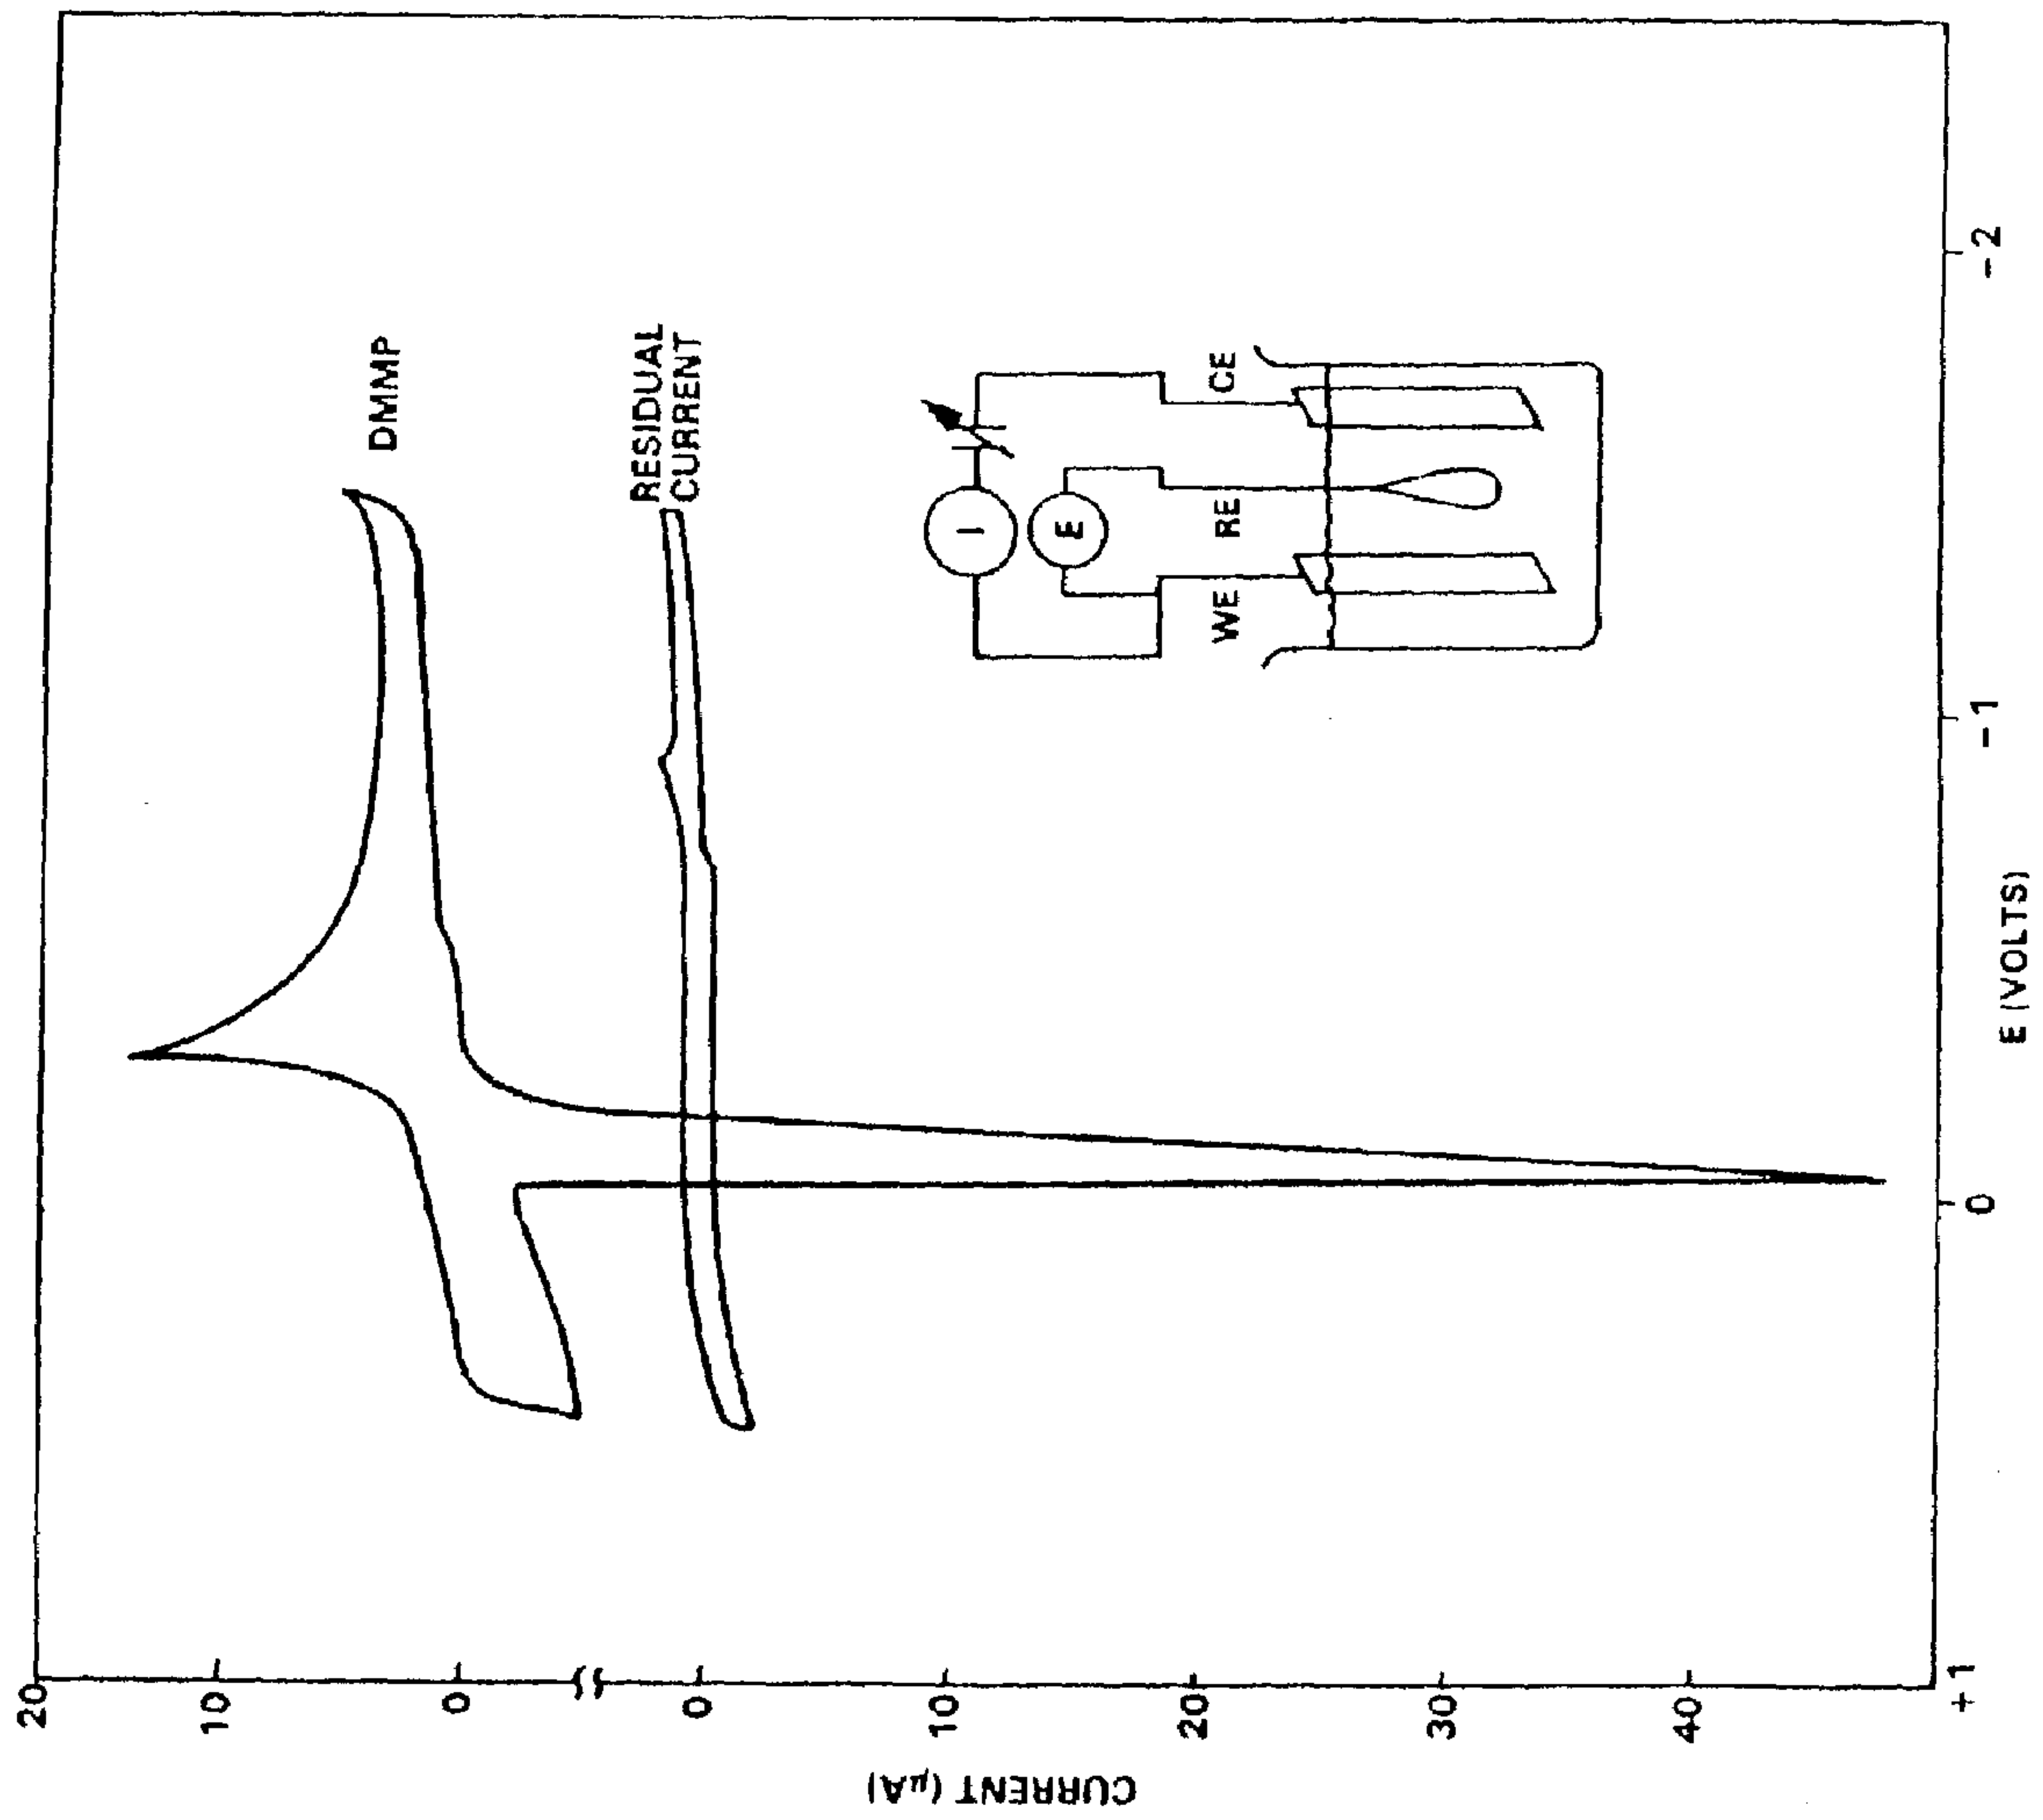 20
10
0
0
10
20
30
40
CURRENT (μA)
+1
0
-1
-2
E (VOLTS)
DMMP
RESIDUAL
CURRENT
I
E
WE
RE
CE